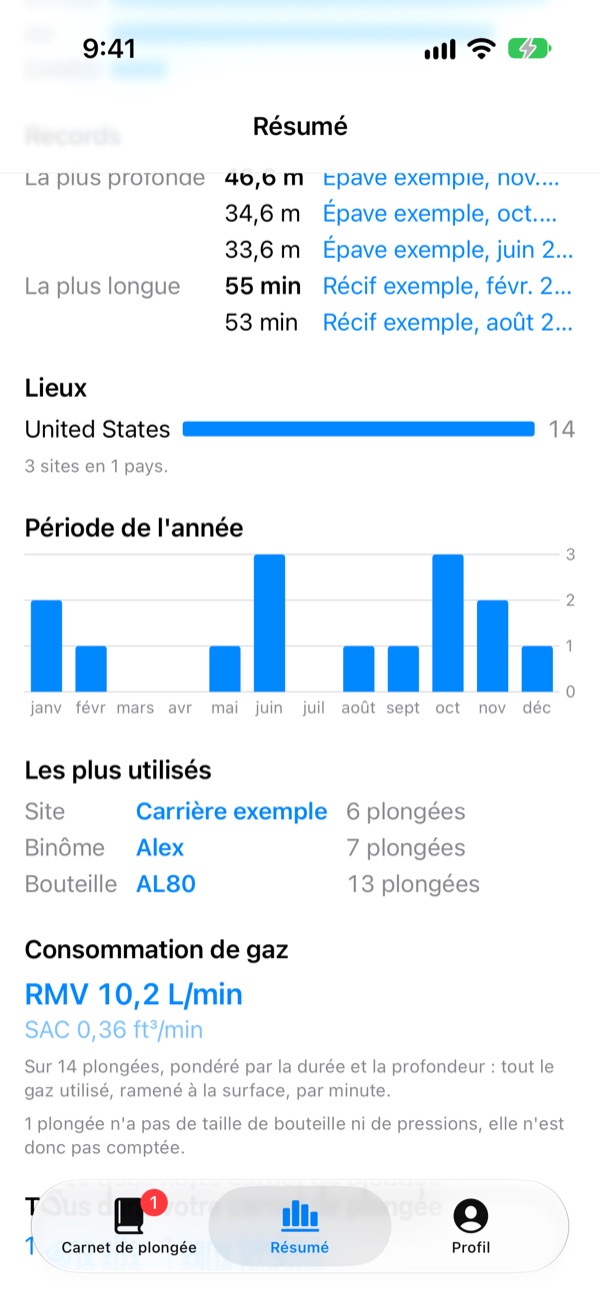 9:41
Records
Résumé
La plus profonde 46,6 m Épave exemple, nov....
34,6 m Épave exemple, oct....
33,6 m Épave exemple, juin 2...
La plus longue 55 min Récif exemple, févr. 2...
53 min Récif exemple, août 2...
Lieux
United States 14
3 sites en 1 pays.
Période de l'année
3
2
1
0
janv févr mars avr mai juin juil août sept oct nov déc
Les plus utilisés
Site Carrière exemple 6 plongées
Binôme Alex 7 plongées
Bouteille AL80 13 plongées
Consommation de gaz
RMV 10,2 L/min
SAC 0,36 ft³/min
Sur 14 plongées, pondéré par la durée et la profondeur : tout le
gaz utilisé, ramené à la surface, par minute.
1 plongée n'a pas de taille de bouteille ni de pressions, elle n'est
donc pas comptée.
1
Carnet de plongée Résumé Profil